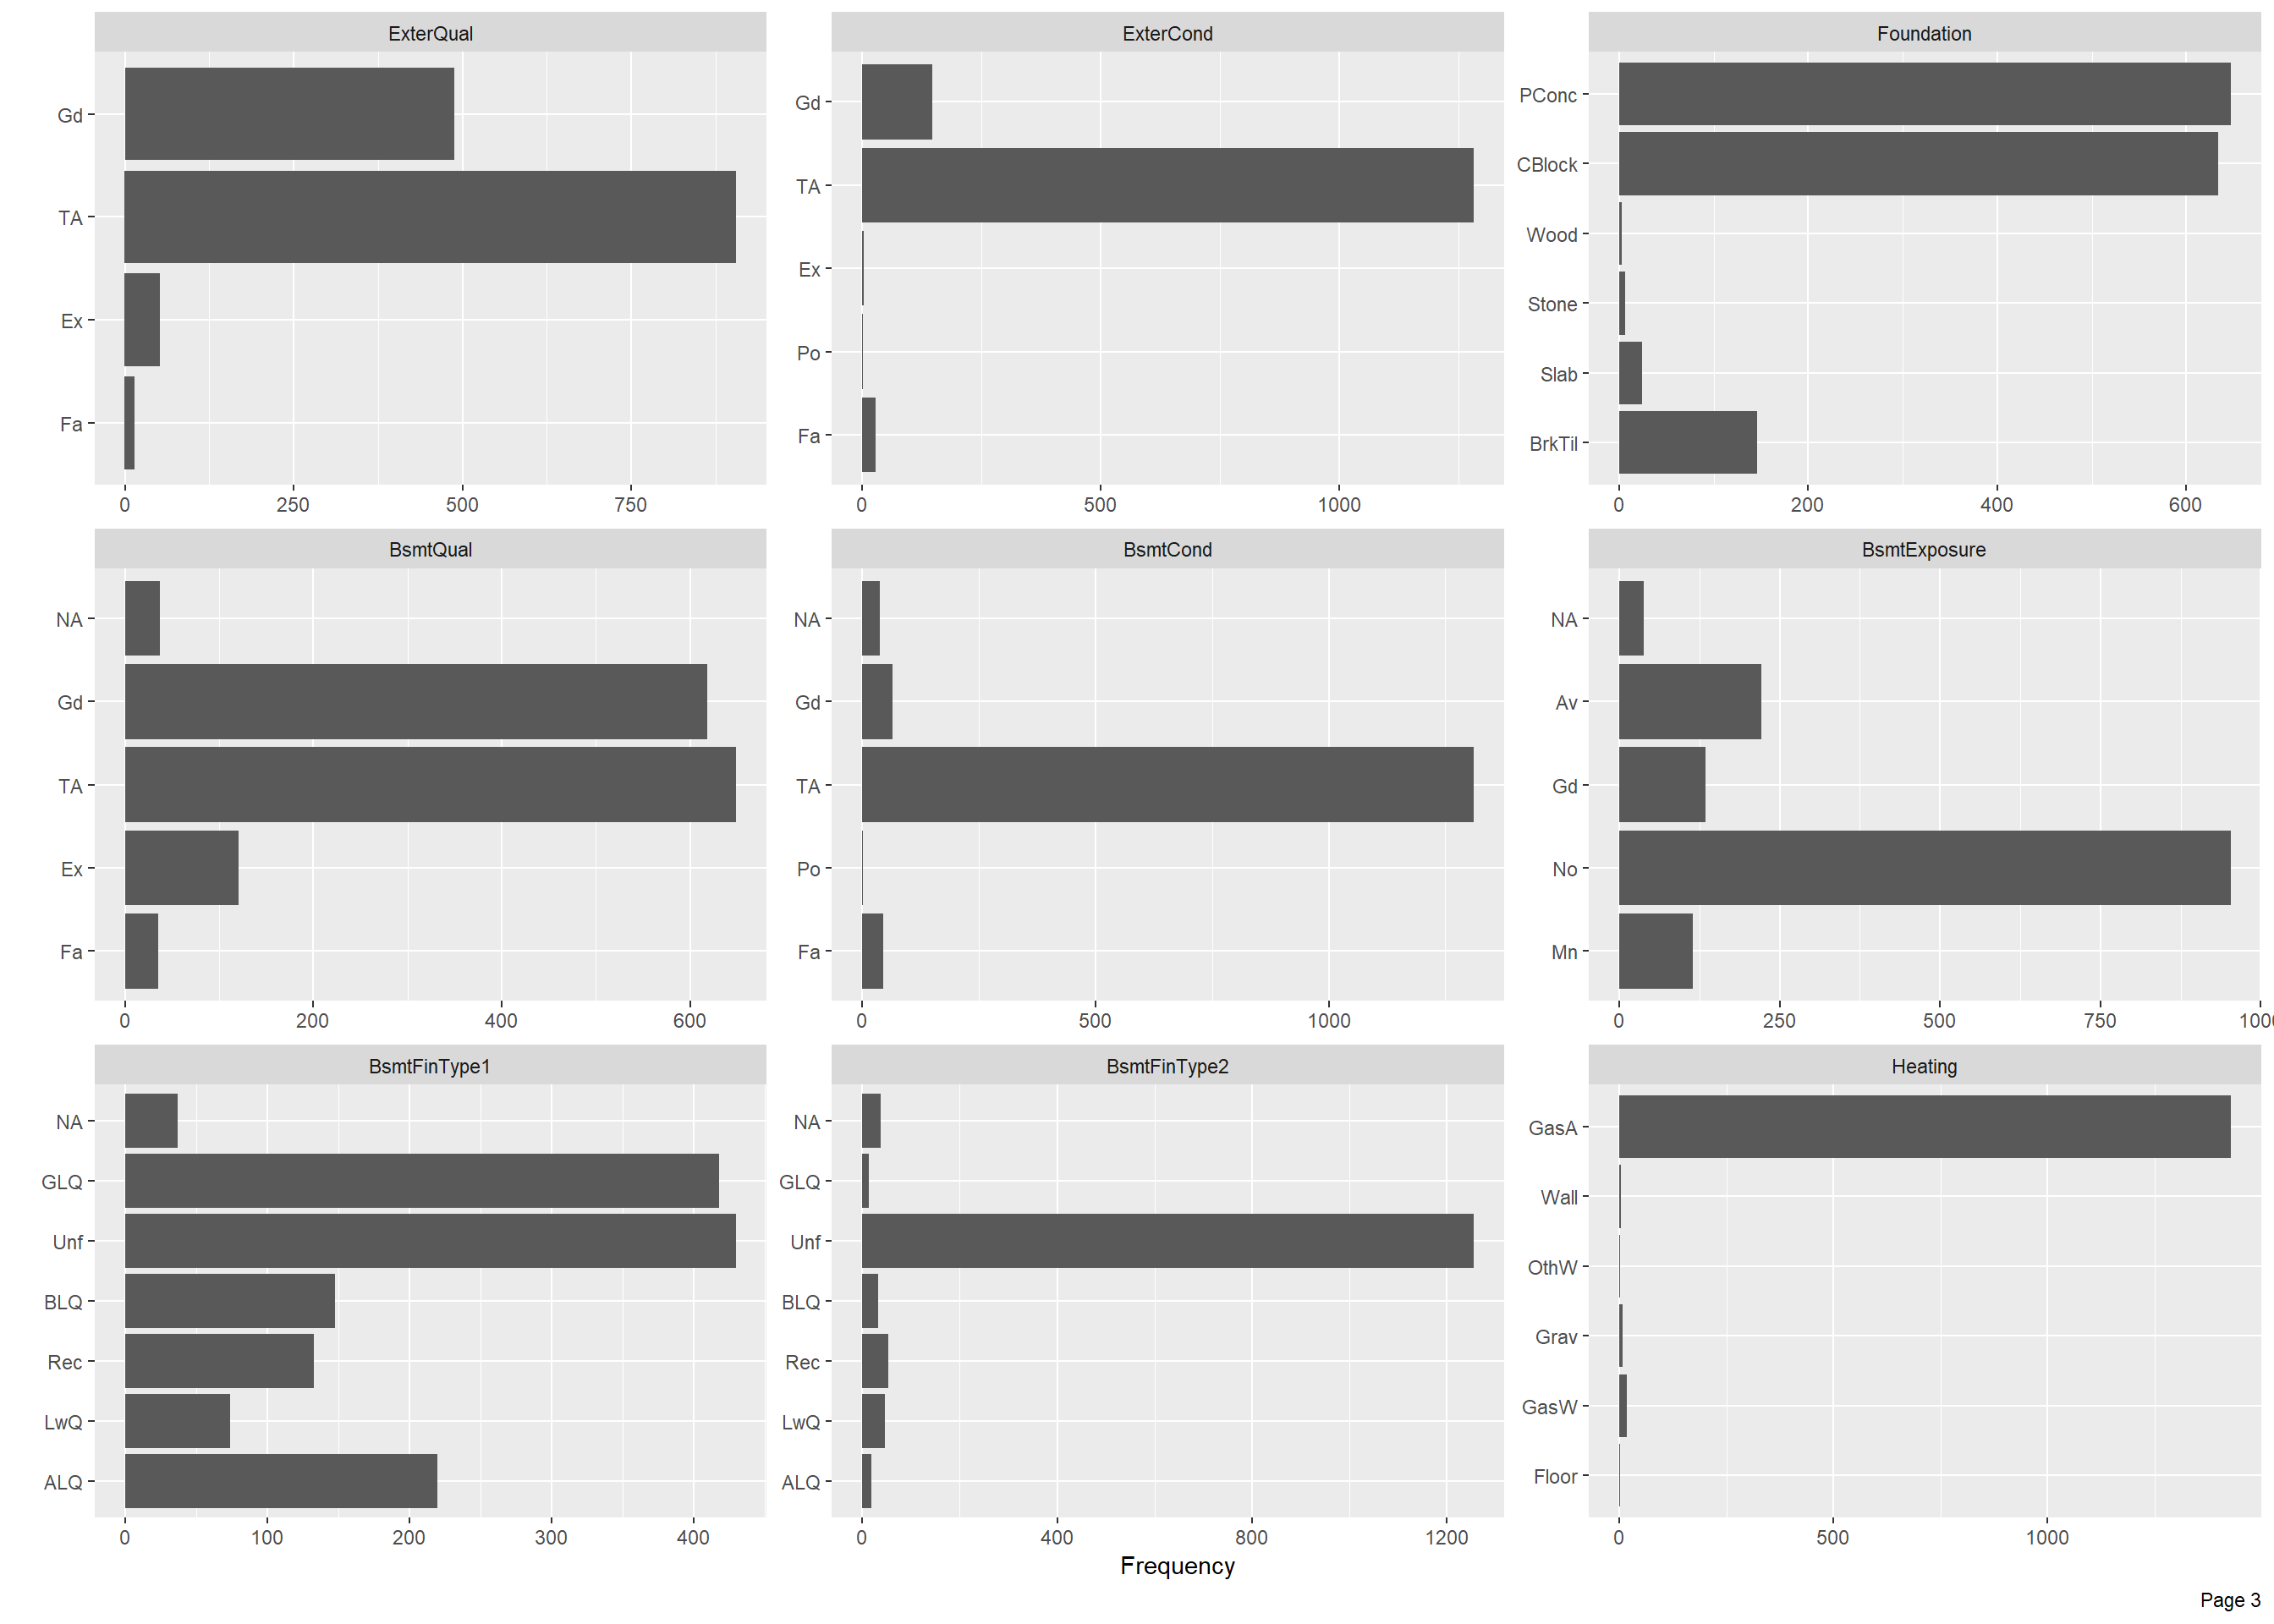 ExterQual
Gd
TA
Ex
Fa
0 250 500 750
ExterCond
Gd
TA
Ex
Po
Fa
0 500 1000
Foundation
PConc
CBlock
Wood
Stone
Slab
BrkTil
0 200 400 600
BsmtQual
NA
Gd
TA
Ex
Fa
0 200 400 600
BsmtCond
NA
Gd
TA
Po
Fa
0 500 1000
BsmtExposure
NA
Av
Gd
No
Mn
0 250 500 750 100
BsmtFinType1
NA
GLQ
Unf
BLQ
Rec
LwQ
ALQ
0 100 200 300 400
BsmtFinType2
NA
GLQ
Unf
BLQ
Rec
LwQ
ALQ
0 400 800 1200
Heating
GasA
Wall
OthW
Grav
GasW
Floor
0 500 1000
Frequency
Page 3